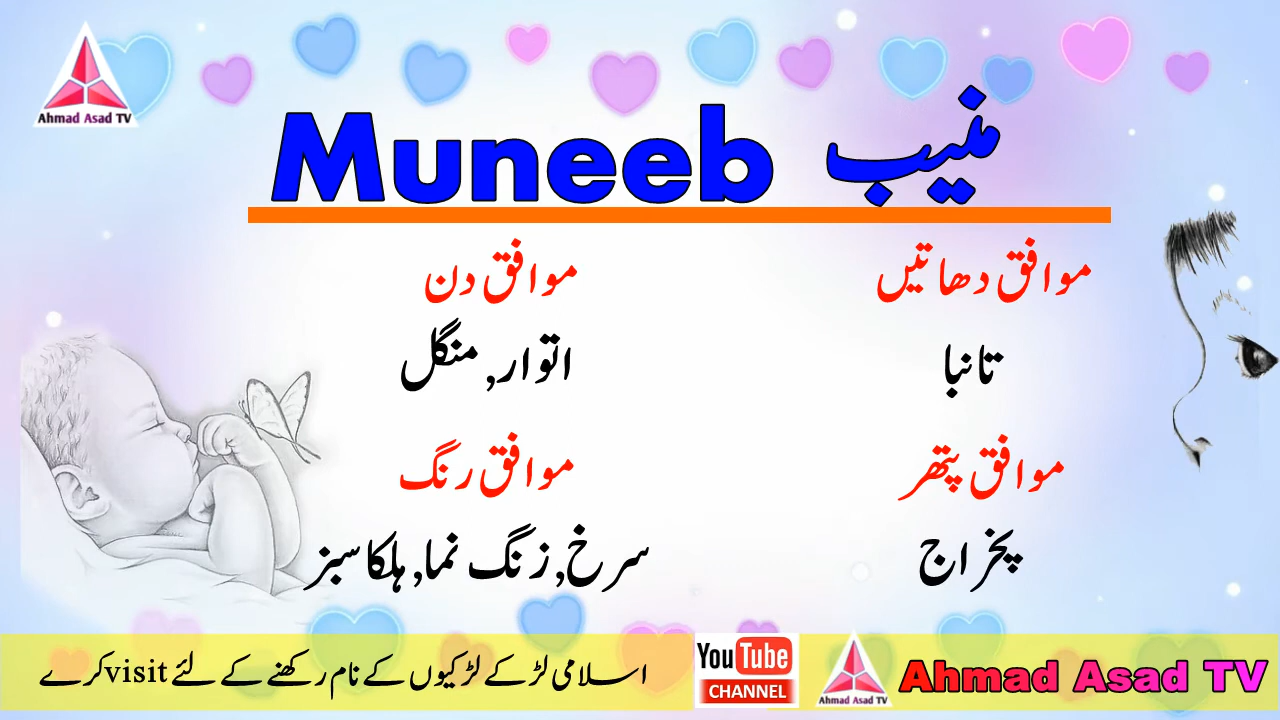 Ahmad Asad TV
Muneeb منیب
موافق دھاتیں موافق دن
تانبا اتوار, منگل
موافق پتھر موافق رنگ
پخراج سرخ, زنگ نما, ہلکا سبز
اسلامی لڑکے لڑکیوں کے نام رکھنے کے لئے visit کرے
YouTube
CHANNEL
Ahmad Asad TV
Ahmad Asad TV